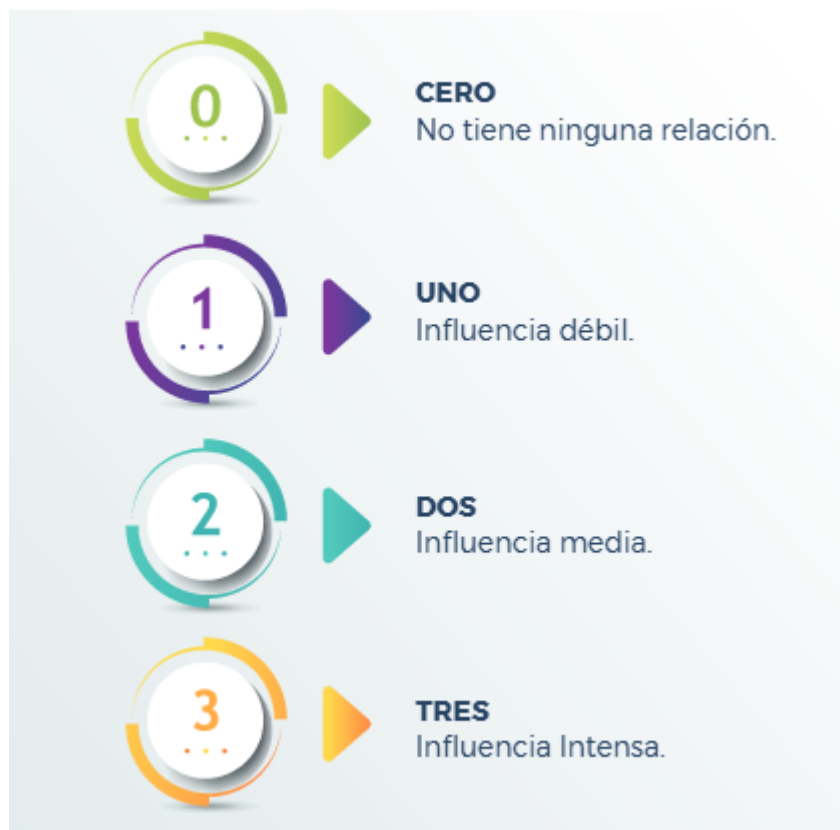 0
CERO
No tiene ninguna relación.
1
UNO
Influencia débil.
2
DOS
Influencia media.
3
TRES
Influencia Intensa.